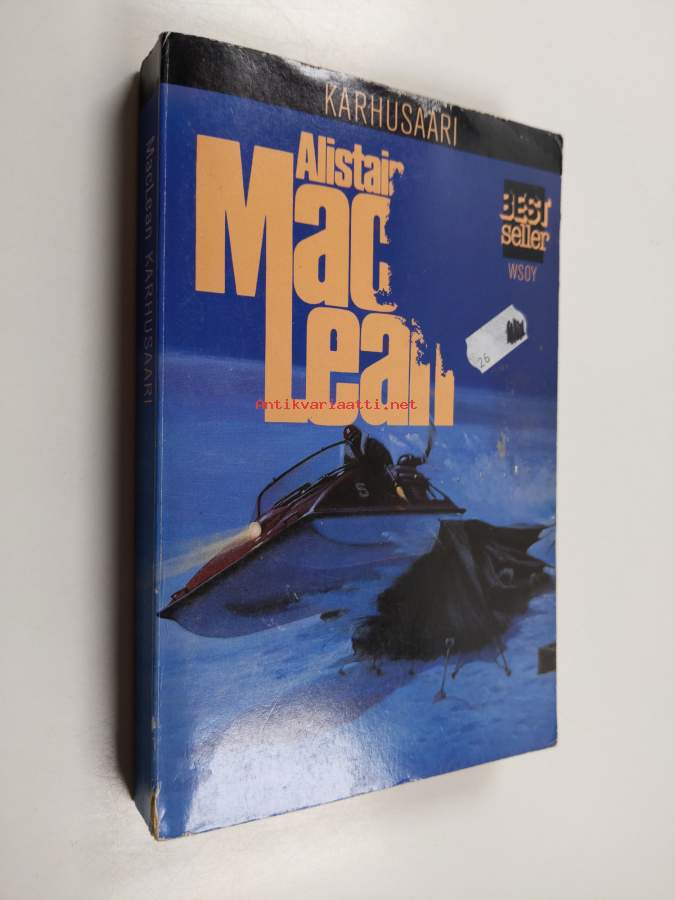 KARHUSAARI
Alistair
Mac
Lean
BEST
seller
WSOY
26
Antikvariaatti.net
MacLean KARHUSAARI
S